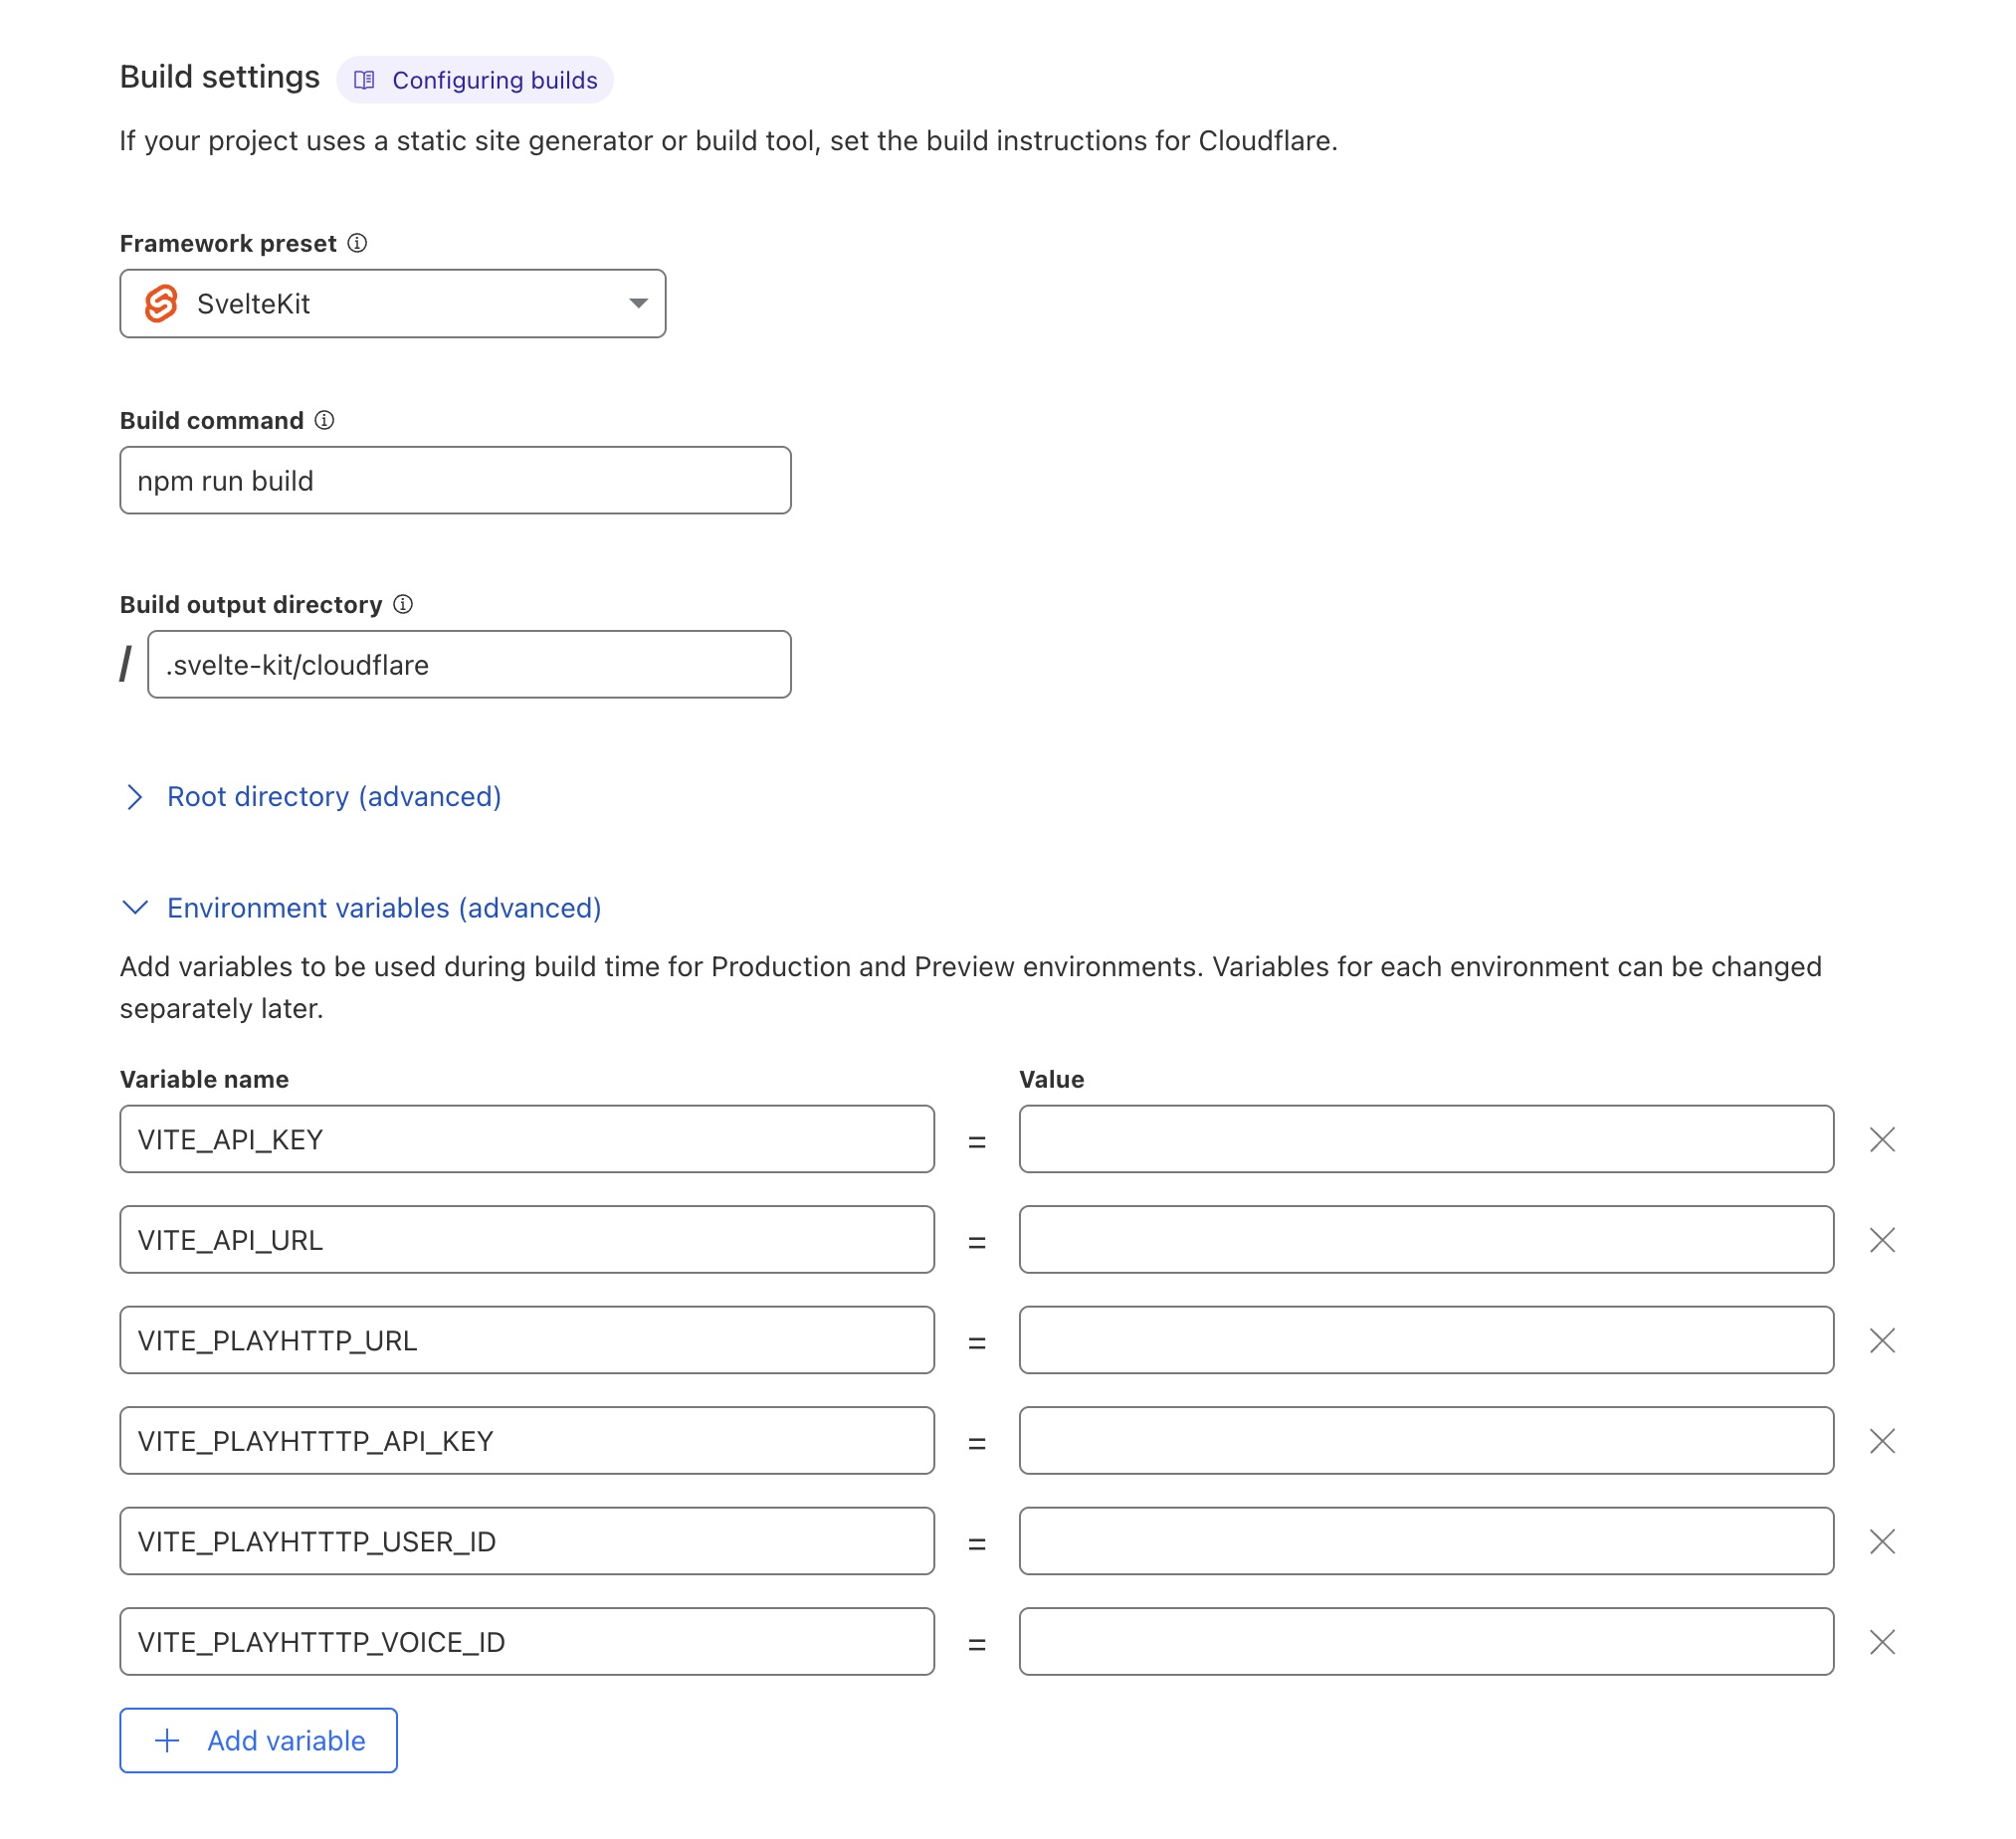 Build settings Configuring builds
If your project uses a static site generator or build tool, set the build instructions for Cloudflare.
Framework preset
SvelteKit
Build command
npm run build
Build output directory
/ .svelte-kit/cloudflare
Root directory (advanced)
Environment variables (advanced)
Add variables to be used during build time for Production and Preview environments. Variables for each environment can be changed
separately later.
Variable name Value
VITE_API_KEY =
VITE_API_URL =
VITE_PLAYHTTP_URL =
VITE_PLAYHTTTP_API_KEY =
VITE_PLAYHTTTP_USER_ID =
VITE_PLAYHTTTP_VOICE_ID =
+ Add variable